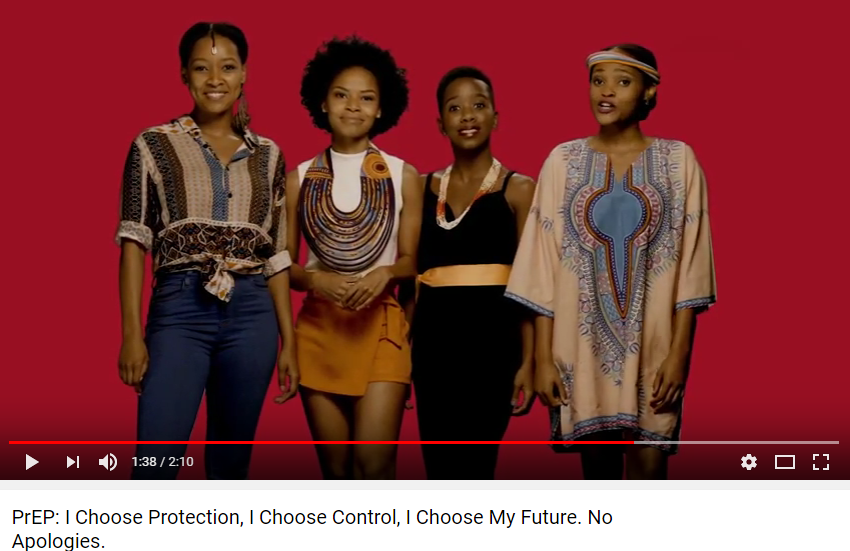 1:38 / 2:10
PrEP: I Choose Protection, I Choose Control, I Choose My Future. No
Apologies.